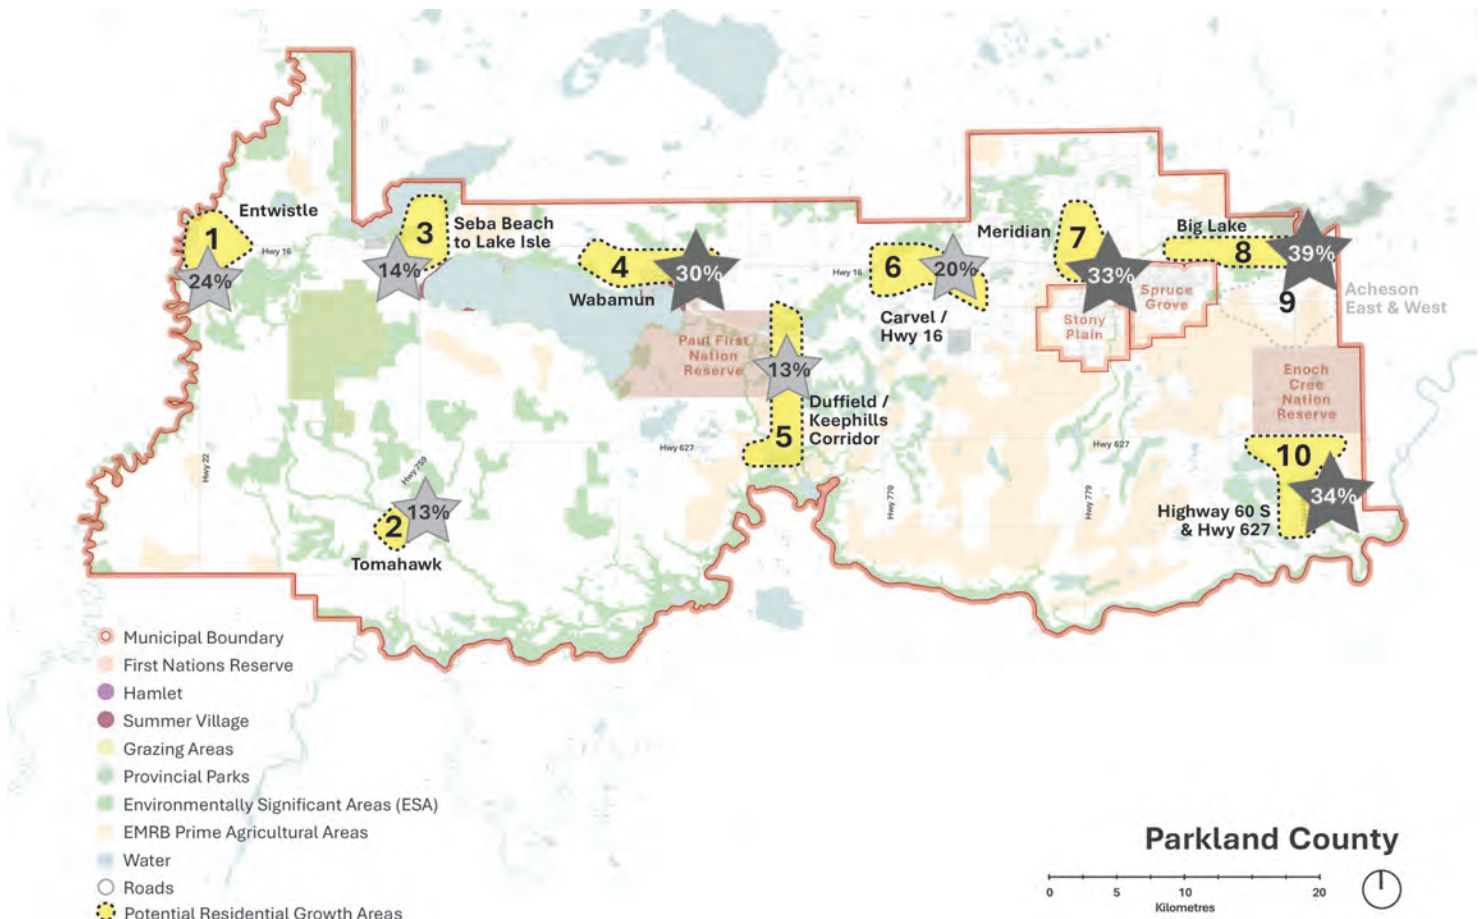 1
Entwistle
Hwy 16
24%
3
Seba Beach
to Lake Isle
14%
4
Wabamun
30%
Paul First
Nation
Reserve
13%
5
Duffield /
Keephills
Corridor
Hwy 627
Hwy 16
6
20%
Carvel /
Hwy 16
Meridian
7
33%
Stony
Plain
Spruce
Grove
Big Lake
8
39%
9
Acheson
East & West
Enoch
Cree
Nation
Reserve
Hwy 627
10
34%
Highway 60 S
& Hwy 627
Hwy 22
Hwy 759
Hwy 770
Hwy 779
2
13%
Tomahawk
Municipal Boundary
First Nations Reserve
Hamlet
Summer Village
Grazing Areas
Provincial Parks
Environmentally Significant Areas (ESA)
EMRB Prime Agricultural Areas
Water
Roads
Potential Residential Growth Areas
Parkland County
0 5 10 20
Kilometres